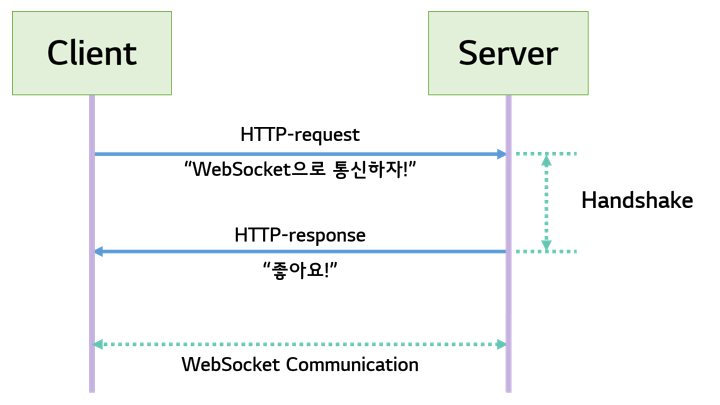 Client
Server
HTTP-request
“WebSocket으로 통신하자!”
Handshake
HTTP-response
“좋아요!”
WebSocket Communication